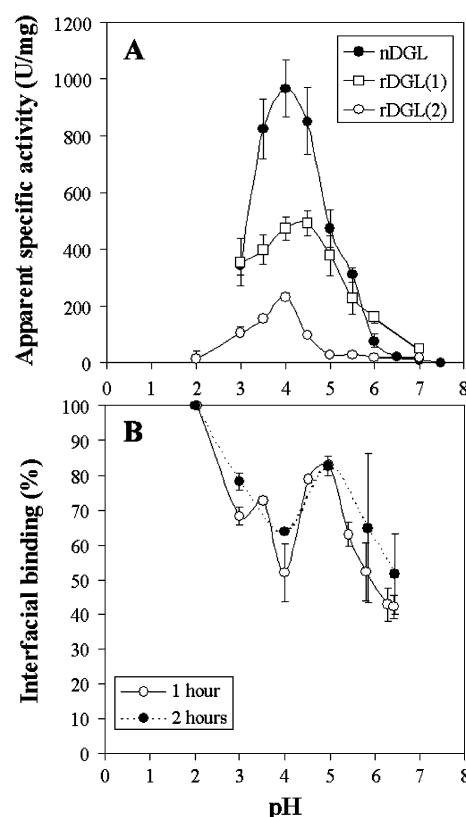 A
Apparent specific activity (U/mg)
1200
1000
800
600
400
200
0
nDGL
rDGL(1)
rDGL(2)
0 1 2 3 4 5 6 7 8
B
Interfacial binding (%)
100
90
80
70
60
50
40
30
20
10
0
1 hour
2 hours
0 1 2 3 4 5 6 7 8
pH